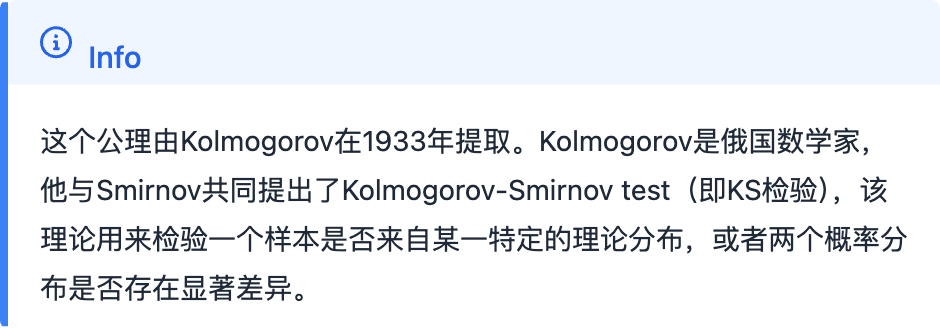 Info
这个公理由Kolmogorov在1933年提取。Kolmogorov是俄国数学家，
他与Smirnov共同提出了Kolmogorov-Smirnov test（即KS检验），该
理论用来检验一个样本是否来自某一特定的理论分布，或者两个概率分
布是否存在显著差异。